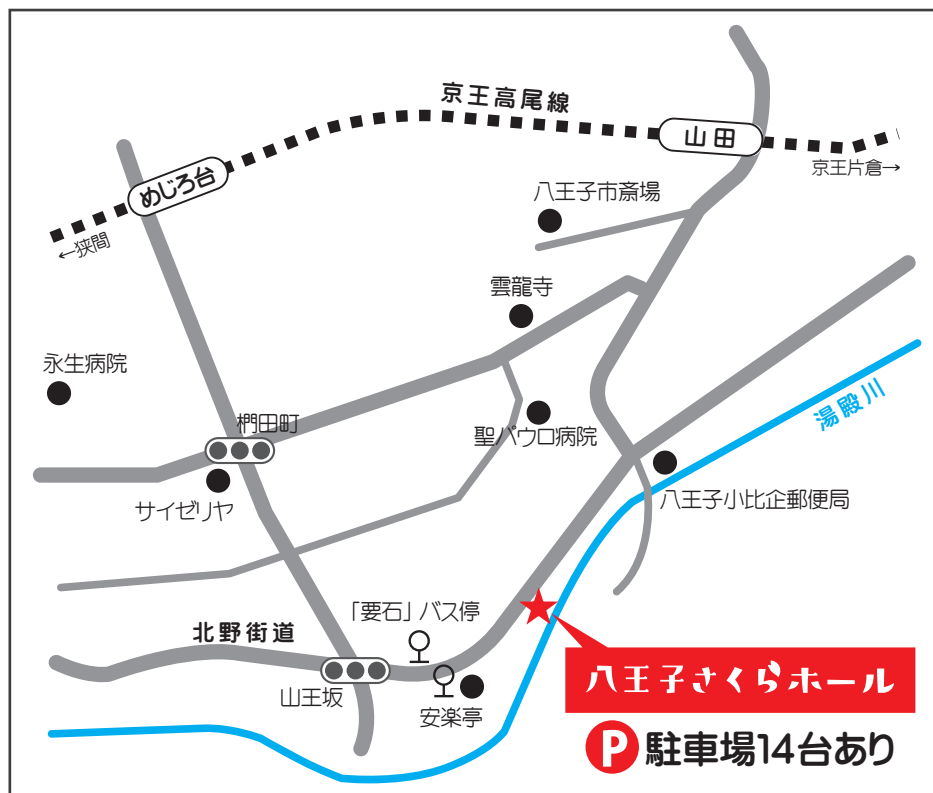 京王高尾線
山田
京王片倉→
めじろ台
←狭間
八王子市斎場
雲龍寺
永生病院
椚田町
聖パウロ病院
湯殿川
サイゼリヤ
八王子小比企郵便局
「要石」バス停
北野街道
山王坂
安楽亭
八王子さくらホール
P 駐車場14台あり